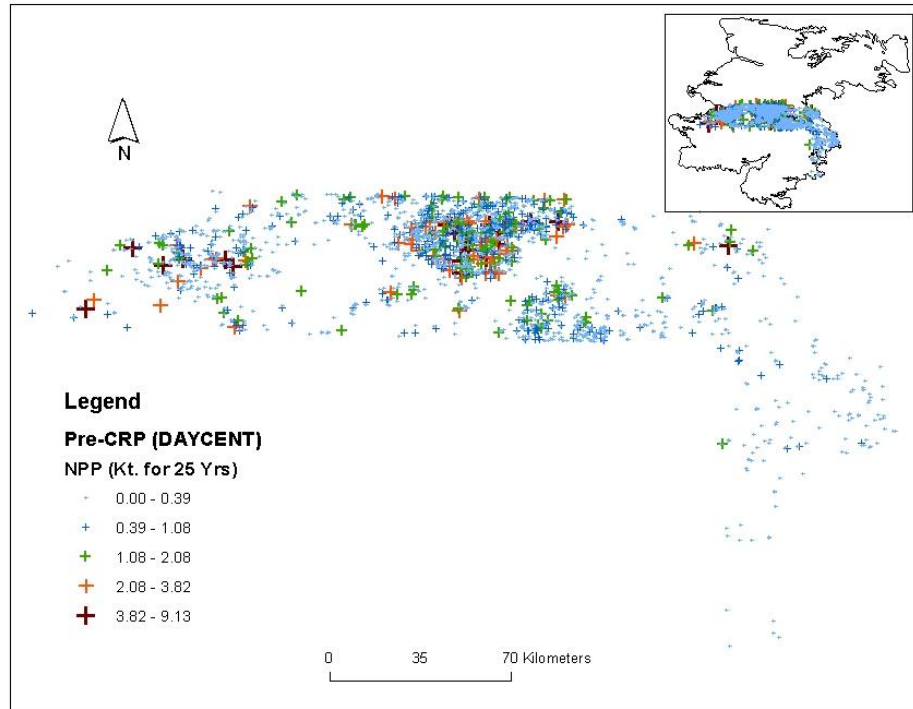 N
Legend
Pre-CRP (DAYCENT)
NPP (Kt. for 25 Yrs)
0.00 - 0.39
0.39 - 1.08
1.08 - 2.08
2.08 - 3.82
3.82 - 9.13
0 35 70 Kilometers